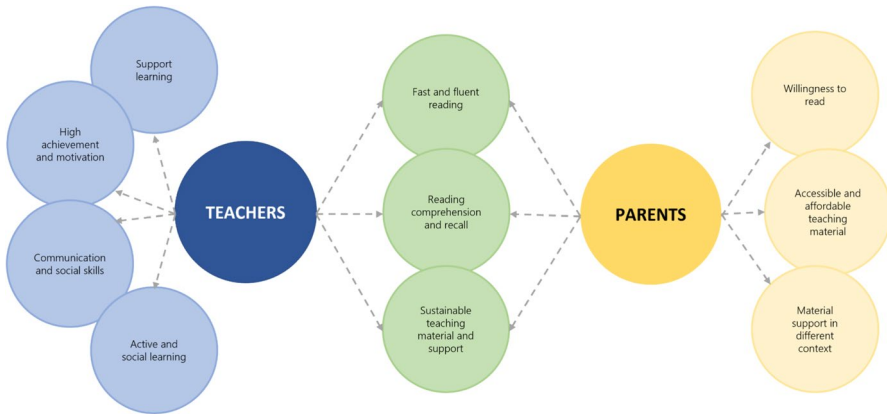 Support
learning
High
achievement
and motivation
Communication
and social skills
Active and
social learning
TEACHERS
Fast and fluent
reading
Reading
comprehension
and recall
Sustainable
teaching
material and
support
PARENTS
Willingness to
read
Accessible and
affordable
teaching
material
Material
support in
different
context